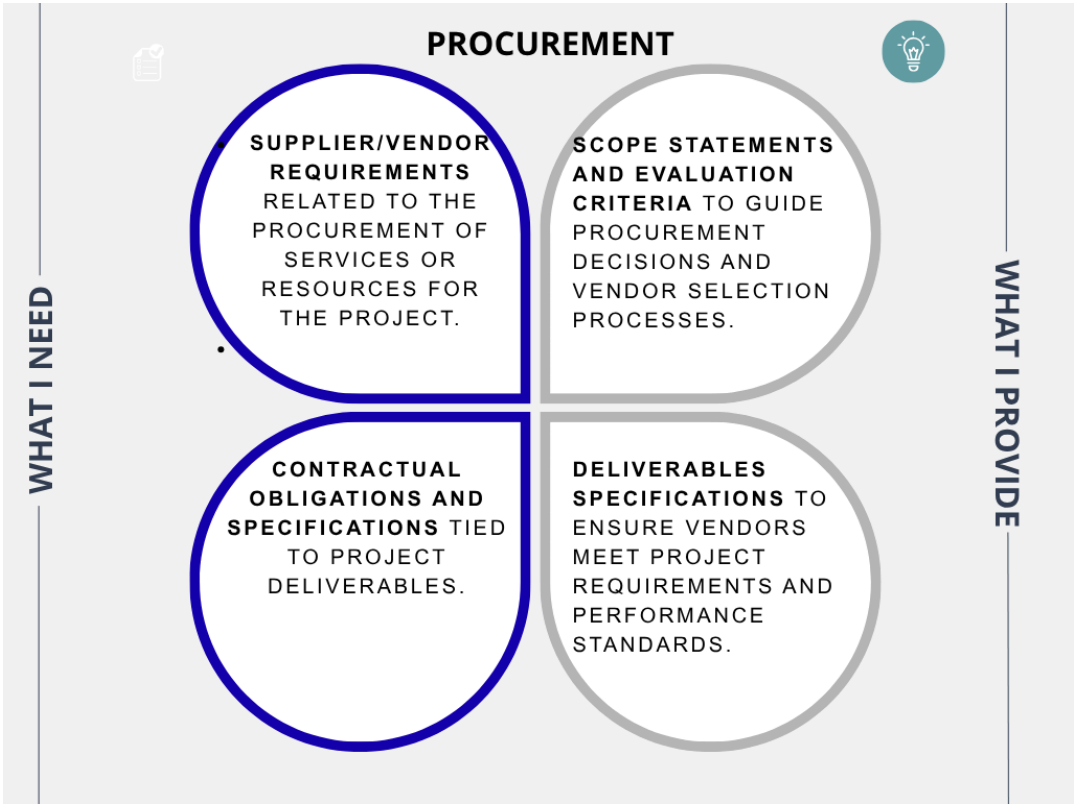 PROCUREMENT
WHAT I NEED
• SUPPLIER/VENDOR
REQUIREMENTS
RELATED TO THE
PROCUREMENT OF
SERVICES OR
RESOURCES FOR
THE PROJECT.
•
CONTRACTUAL
OBLIGATIONS AND
SPECIFICATIONS TIED
TO PROJECT
DELIVERABLES.
SCOPE STATEMENTS
AND EVALUATION
CRITERIA TO GUIDE
PROCUREMENT
DECISIONS AND
VENDOR SELECTION
PROCESSES.
DELIVERABLES
SPECIFICATIONS TO
ENSURE VENDORS
MEET PROJECT
REQUIREMENTS AND
PERFORMANCE
STANDARDS.
WHAT I PROVIDE